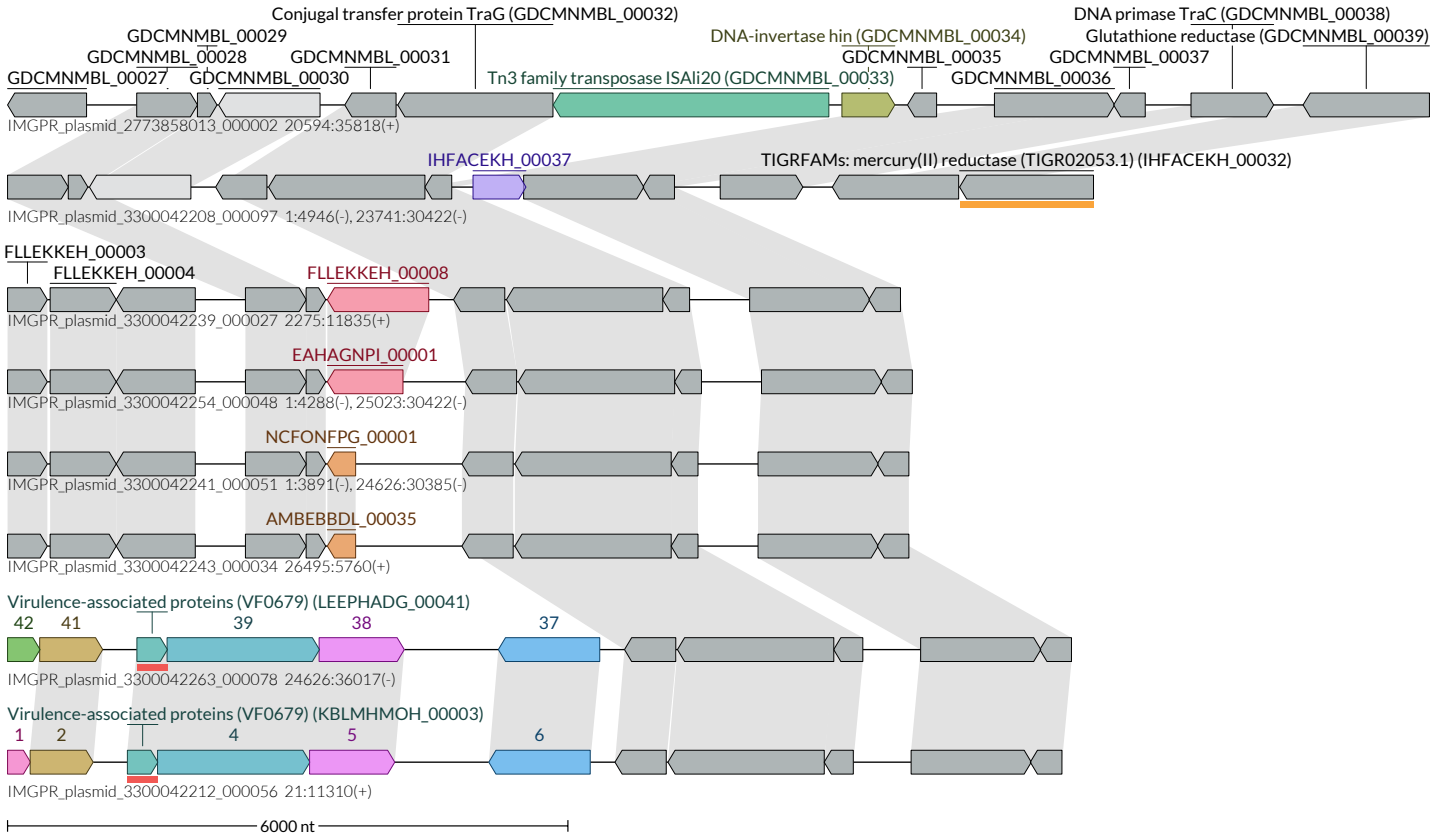 Conjugal transfer protein TraG (GDCMNMBL_00032) DNA primase TraC (GDCMNMBL_00038)
GDCMNMBL_00029 DNA-invertase hin (GDCMNMBL_00034) Glutathione reductase (GDCMNMBL_00039)
GDCMNMBL_00028 GDCMNMBL_00031 GDCMNMBL_00035 GDCMNMBL_00037
GDCMNMBL_00027 GDCMNMBL_00030 Tn3 family transposase ISAli20 (GDCMNMBL_00033) GDCMNMBL_00036
IMGPR_plasmid_2773858013_000002 20594:35818(+)
IHFACEKH_00037 TIGRFAMs: mercury(II) reductase (TIGR02053.1) (IHFACEKH_00032)
IMGPR_plasmid_3300042208_000097 1:4946(-), 23741:30422(-)
FLLEKKEH_00003
FLLEKKEH_00004 FLLEKKEH_00008
IMGPR_plasmid_3300042239_000027 2275:11835(+)
EAHAGNPI_00001
IMGPR_plasmid_3300042254_000048 1:4288(-), 25023:30422(-)
NCFONFPG_00001
IMGPR_plasmid_3300042241_000051 1:3891(-), 24626:30385(-)
AMBEBBDL_00035
IMGPR_plasmid_3300042243_000034 26495:5760(+)
Virulence-associated proteins (VF0679) (LEEPHADG_00041)
42 41 39 38 37
IMGPR_plasmid_3300042263_000078 24626:36017(-)
Virulence-associated proteins (VF0679) (KBLMHMOH_00003)
1 2 4 5 6
IMGPR_plasmid_3300042212_000056 21:11310(+)
6000 nt